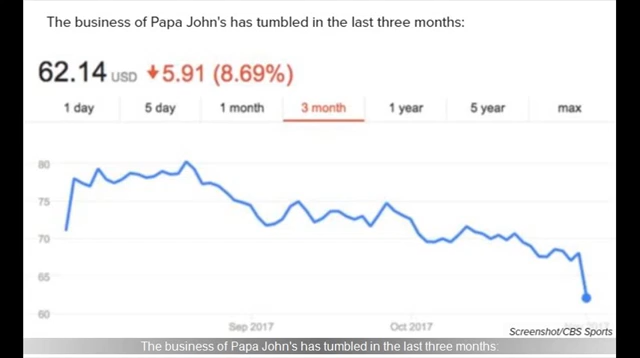 The business of Papa John's has tumbled in the last three months:
62.14 USD ↓5.91 (8.69%)
1 day 5 day 1 month 3 month 1 year 5 year max
80
75
70
65
60
Sep 2017 Oct 2017
Screenshot/CBS Sports
The business of Papa John's has tumbled in the last three months: